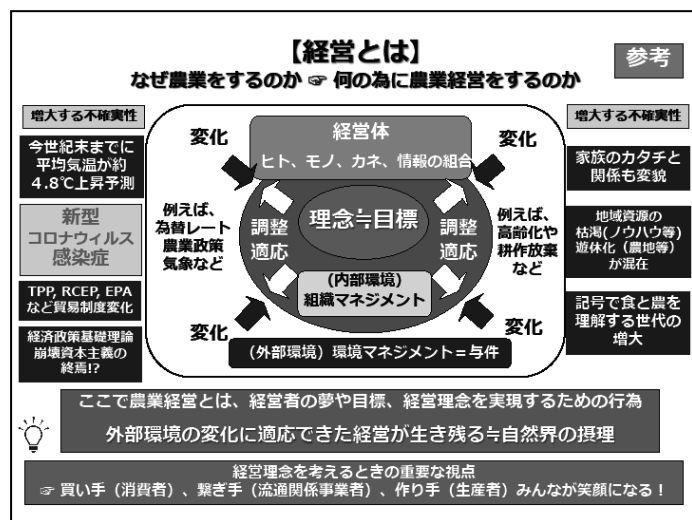 【経営とは】
参考
なぜ農業をするのか ☞ 何の為に農業経営をするのか
増大する不確実性
今世紀末までに
平均気温が約
4.8℃上昇予測
新型
コロナウィルス
感染症
TPP, RCEP, EPA
など貿易制度変化
経済政策基礎理論
崩壊資本主義の
終焉!?
変化
経営体
ヒト、モノ、カネ、情報の組合
変化
例えば、
為替レート
農業政策
気象など
調整
適応
理念≒目標
調整
適応
例えば、
高齢化や
耕作放棄
など
(内部環境)
組織マネジメント
変化
変化
(外部環境) 環境マネジメント=与件
増大する不確実性
家族のカタチと
関係も変貌
地域資源の
枯渇(ノウハウ等)
遊休化(農地等)
が混在
記号で食と農を
理解する世代の
増大
ここで農業経営とは、経営者の夢や目標、経営理念を実現するための行為
外部環境の変化に適応できた経営が生き残る≒自然界の摂理
経営理念を考えるときの重要な視点
☞ 買い手(消費者)、繋ぎ手(流通関係事業者)、作り手(生産者)みんなが笑顔になる!